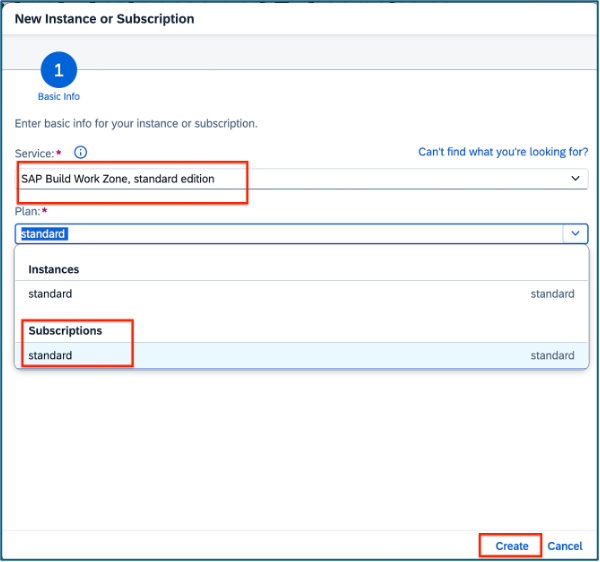 New Instance or Subscription
1
Basic Info
Enter basic info for your instance or subscription.
Service:* Can't find what you're looking for?
SAP Build Work Zone, standard edition
Plan:*
standard
Instances
standard standard
Subscriptions
standard standard
Create Cancel